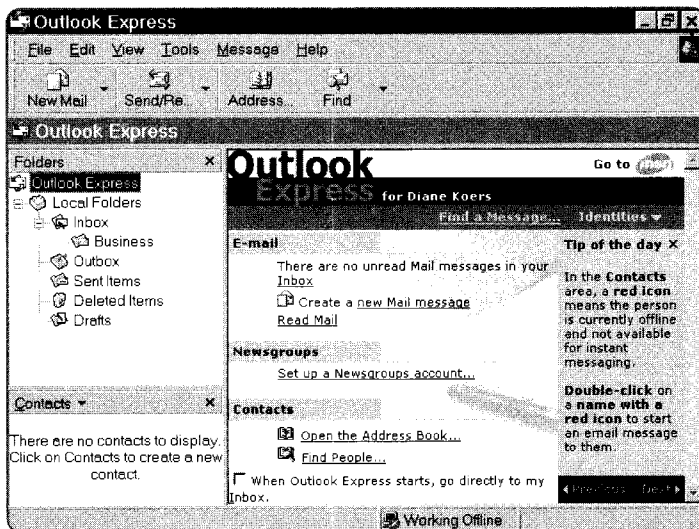 Outlook Express
File Edit View Tools Message Help
New Mail Send/Re... Address... Find
Outlook Express
Folders
Outlook Express
Local Folders
Inbox
Business
Outbox
Sent Items
Deleted Items
Drafts
Contacts
There are no contacts to display.
Click on Contacts to create a new
contact.
Outlook
Express for Diane Koers
Go to msn
Find a Message... Identities
E-mail
There are no unread Mail messages in your
Inbox
Create a new Mail message
Read Mail
Newsgroups
Set up a Newsgroups account...
Contacts
Open the Address Book...
Find People...
When Outlook Express starts, go directly to my
Inbox.
Tip of the day
In the Contacts
area, a red icon
means the person
is currently offline
and not available
for instant
messaging.
Double-click on
a name with a
red icon to start
an email message
to them.
Previous Next
Working Offline